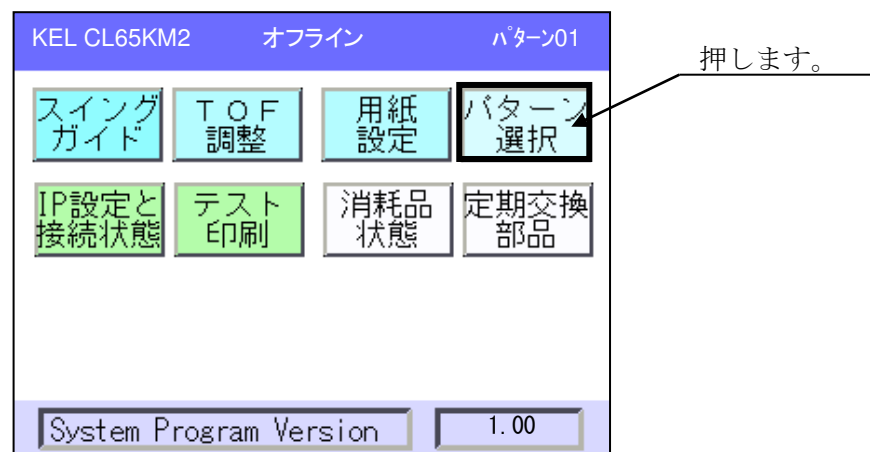 KEL CL65KM2 オフライン ﾊﾟﾀｰﾝ01
押します。
スイング
ガイド
ＴＯＦ
調整
用紙
設定
パターン
選択
IP設定と
接続状態
テスト
印刷
消耗品
状態
定期交換
部品
System Program Version 1.00